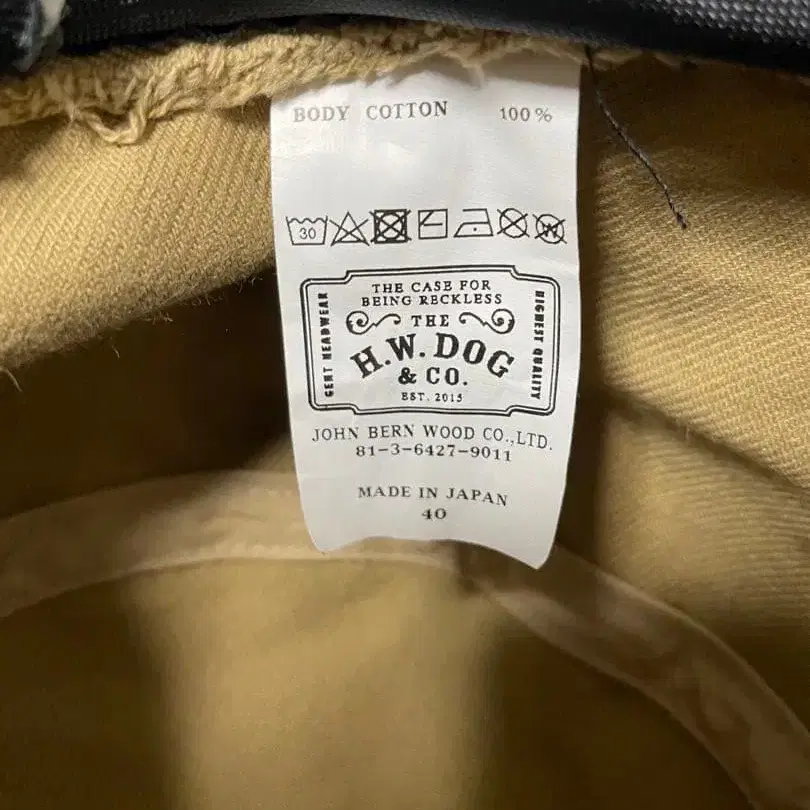 BODY COTTON 100%
30
W
THE CASE FOR
BEING RECKLESS
GENT HEADWEAR
THE
H.W. DOG
& CO.
EST. 2015
HIGHEST QUALITY
JOHN BERN WOOD CO.,LTD.
81-3-6427-9011
MADE IN JAPAN
40